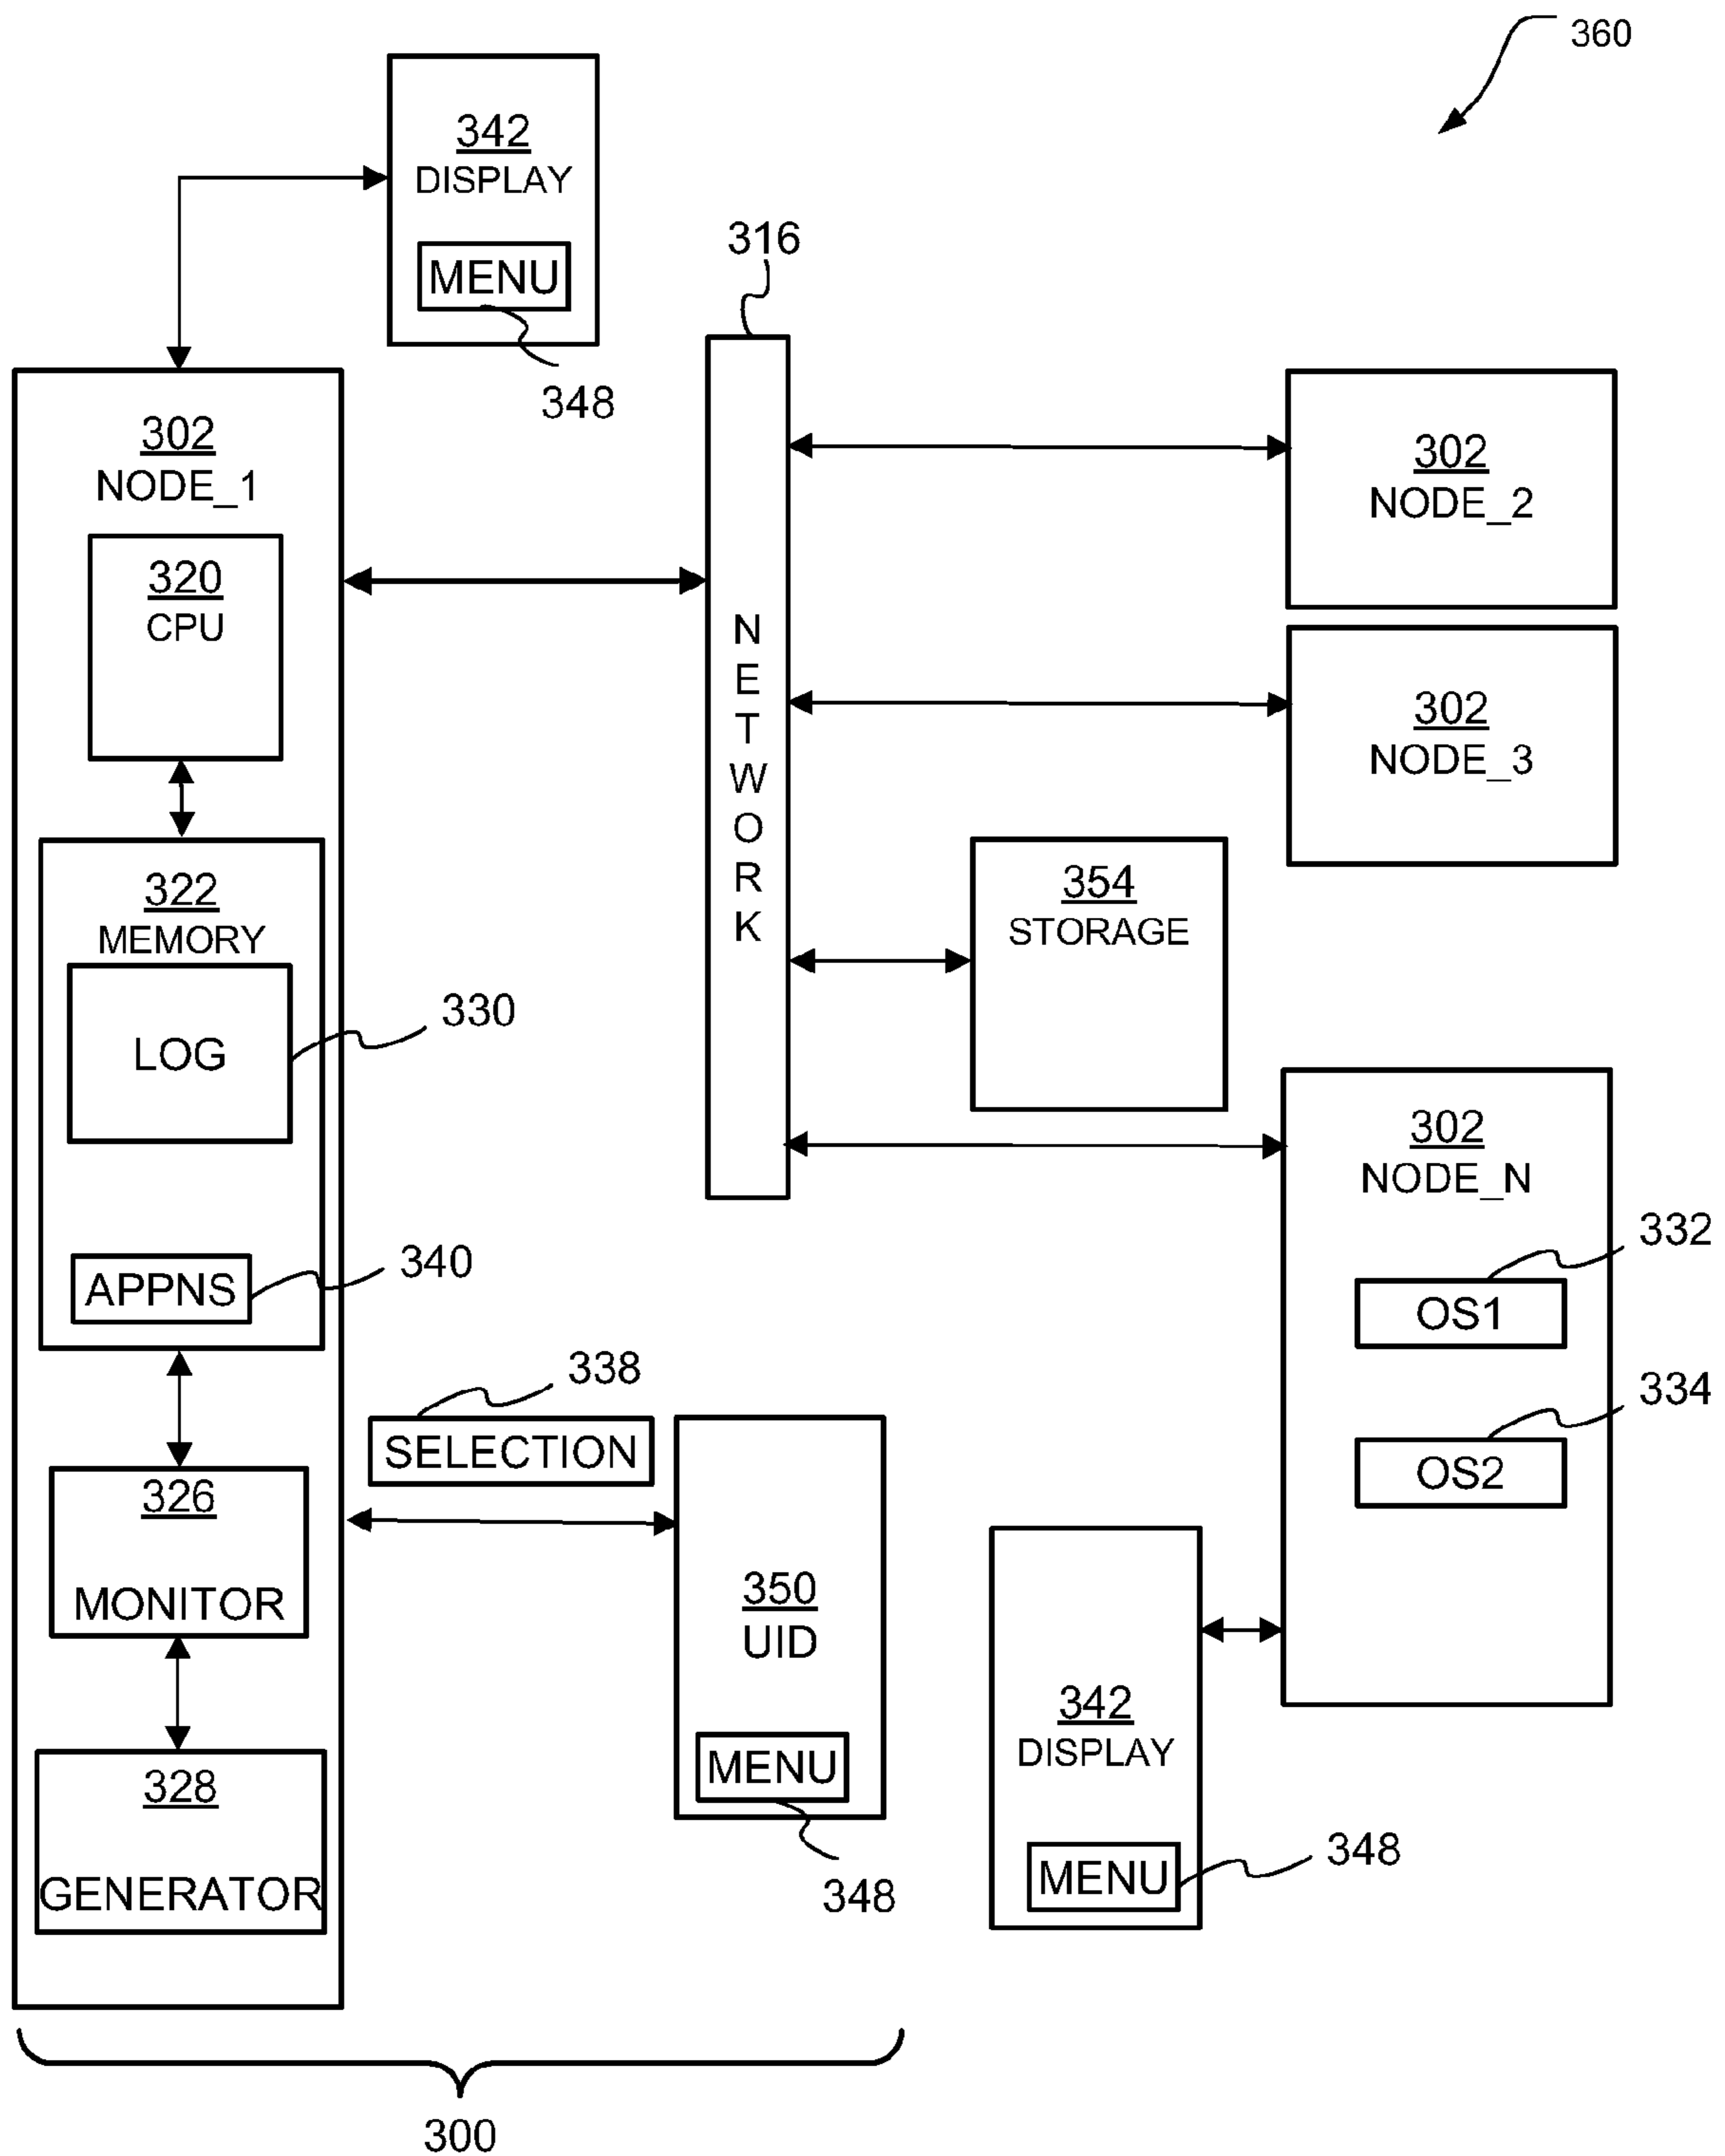 360
342
DISPLAY
MENU
348
316
302
NODE_1
320
CPU
322
MEMORY
LOG
330
APPNS
340
326
MONITOR
328
GENERATOR
NETWORK
302
NODE_2
302
NODE_3
354
STORAGE
302
NODE_N
332
OS1
334
OS2
338
SELECTION
350
UID
MENU
348
342
DISPLAY
MENU
348
300